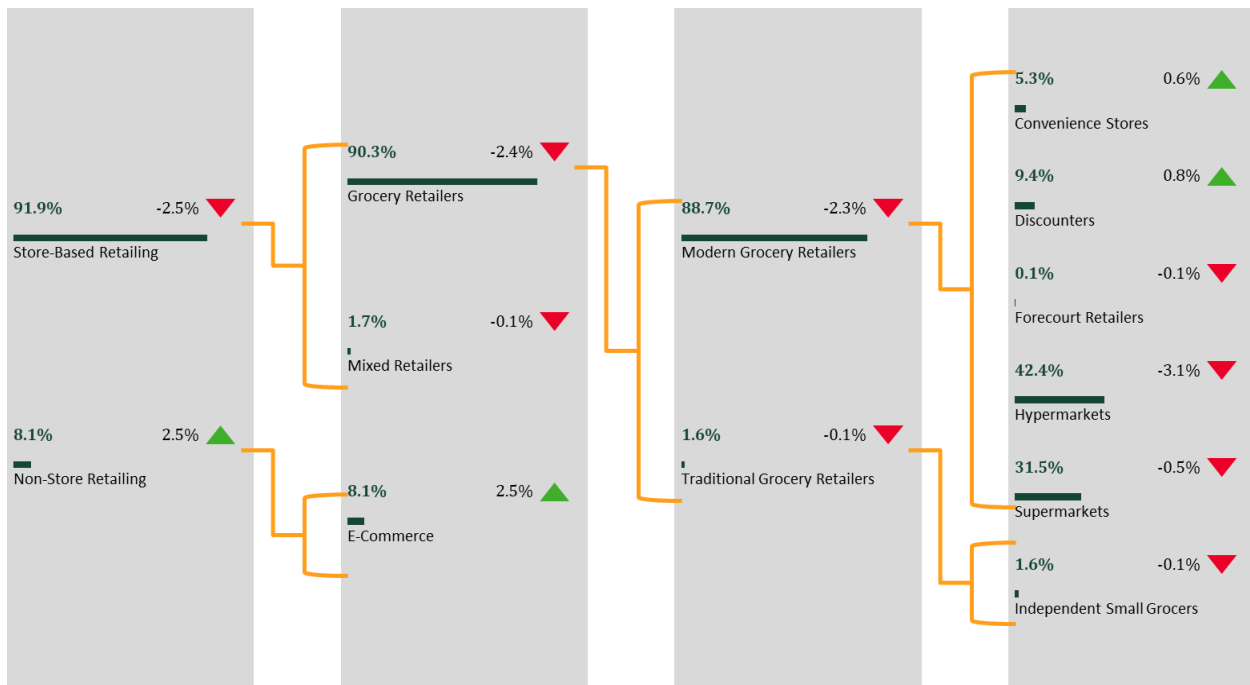 91.9% -2.5%
Store-Based Retailing
8.1% 2.5%
Non-Store Retailing
90.3% -2.4%
Grocery Retailers
1.7% -0.1%
Mixed Retailers
8.1% 2.5%
E-Commerce
88.7% -2.3%
Modern Grocery Retailers
1.6% -0.1%
Traditional Grocery Retailers
5.3% 0.6%
Convenience Stores
9.4% 0.8%
Discounters
0.1% -0.1%
Forecourt Retailers
42.4% -3.1%
Hypermarkets
31.5% -0.5%
Supermarkets
1.6% -0.1%
Independent Small Grocers